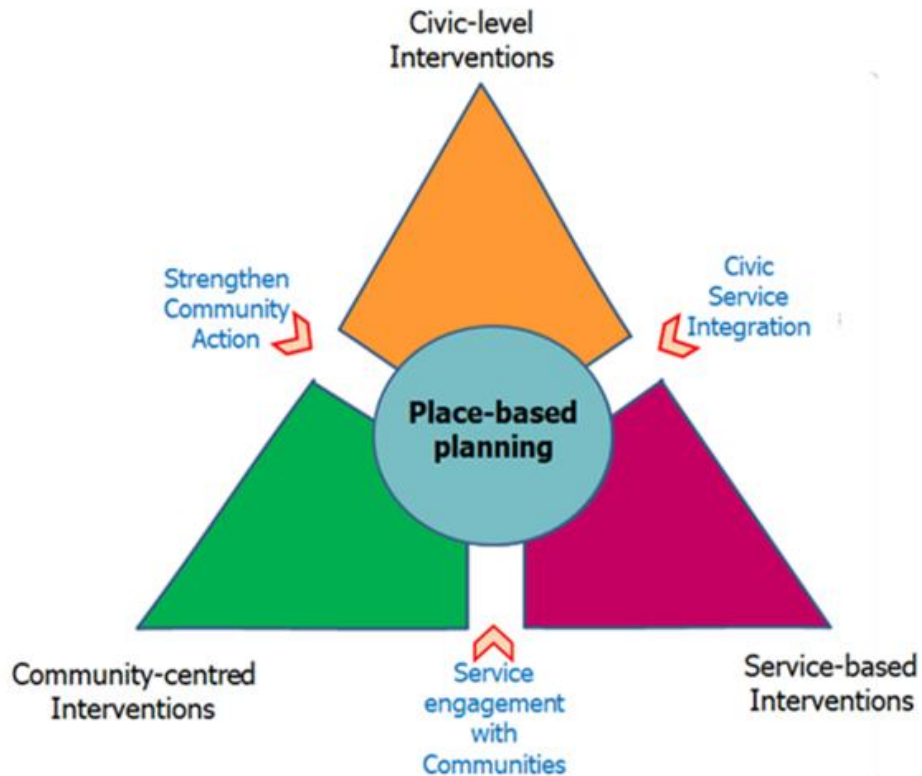 Civic-level
Interventions
Strengthen
Community
Action
Civic
Service
Integration
Place-based
planning
Community-centred
Interventions
Service
engagement
with
Communities
Service-based
Interventions